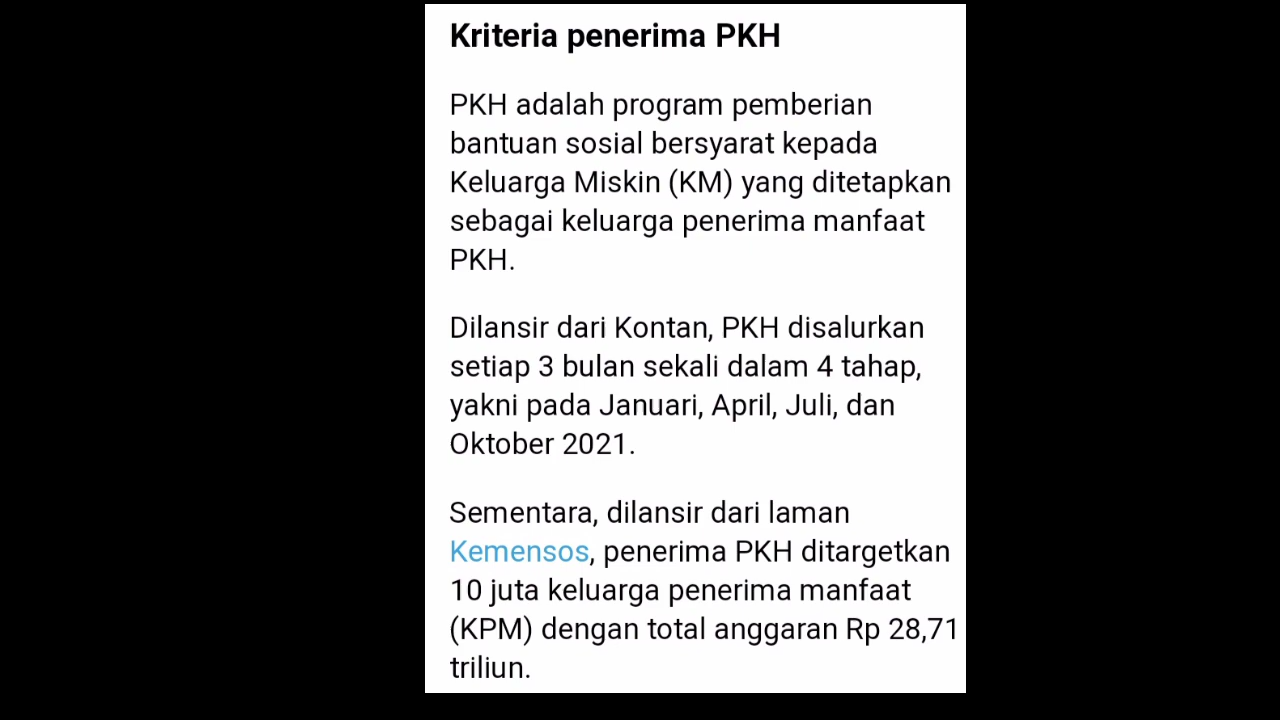 Kriteria penerima PKH
PKH adalah program pemberian
bantuan sosial bersyarat kepada
Keluarga Miskin (KM) yang ditetapkan
sebagai keluarga penerima manfaat
PKH.
Dilansir dari Kontan, PKH disalurkan
setiap 3 bulan sekali dalam 4 tahap,
yakni pada Januari, April, Juli, dan
Oktober 2021.
Sementara, dilansir dari laman
Kemensos, penerima PKH ditargetkan
10 juta keluarga penerima manfaat
(KPM) dengan total anggaran Rp 28,71
triliun.